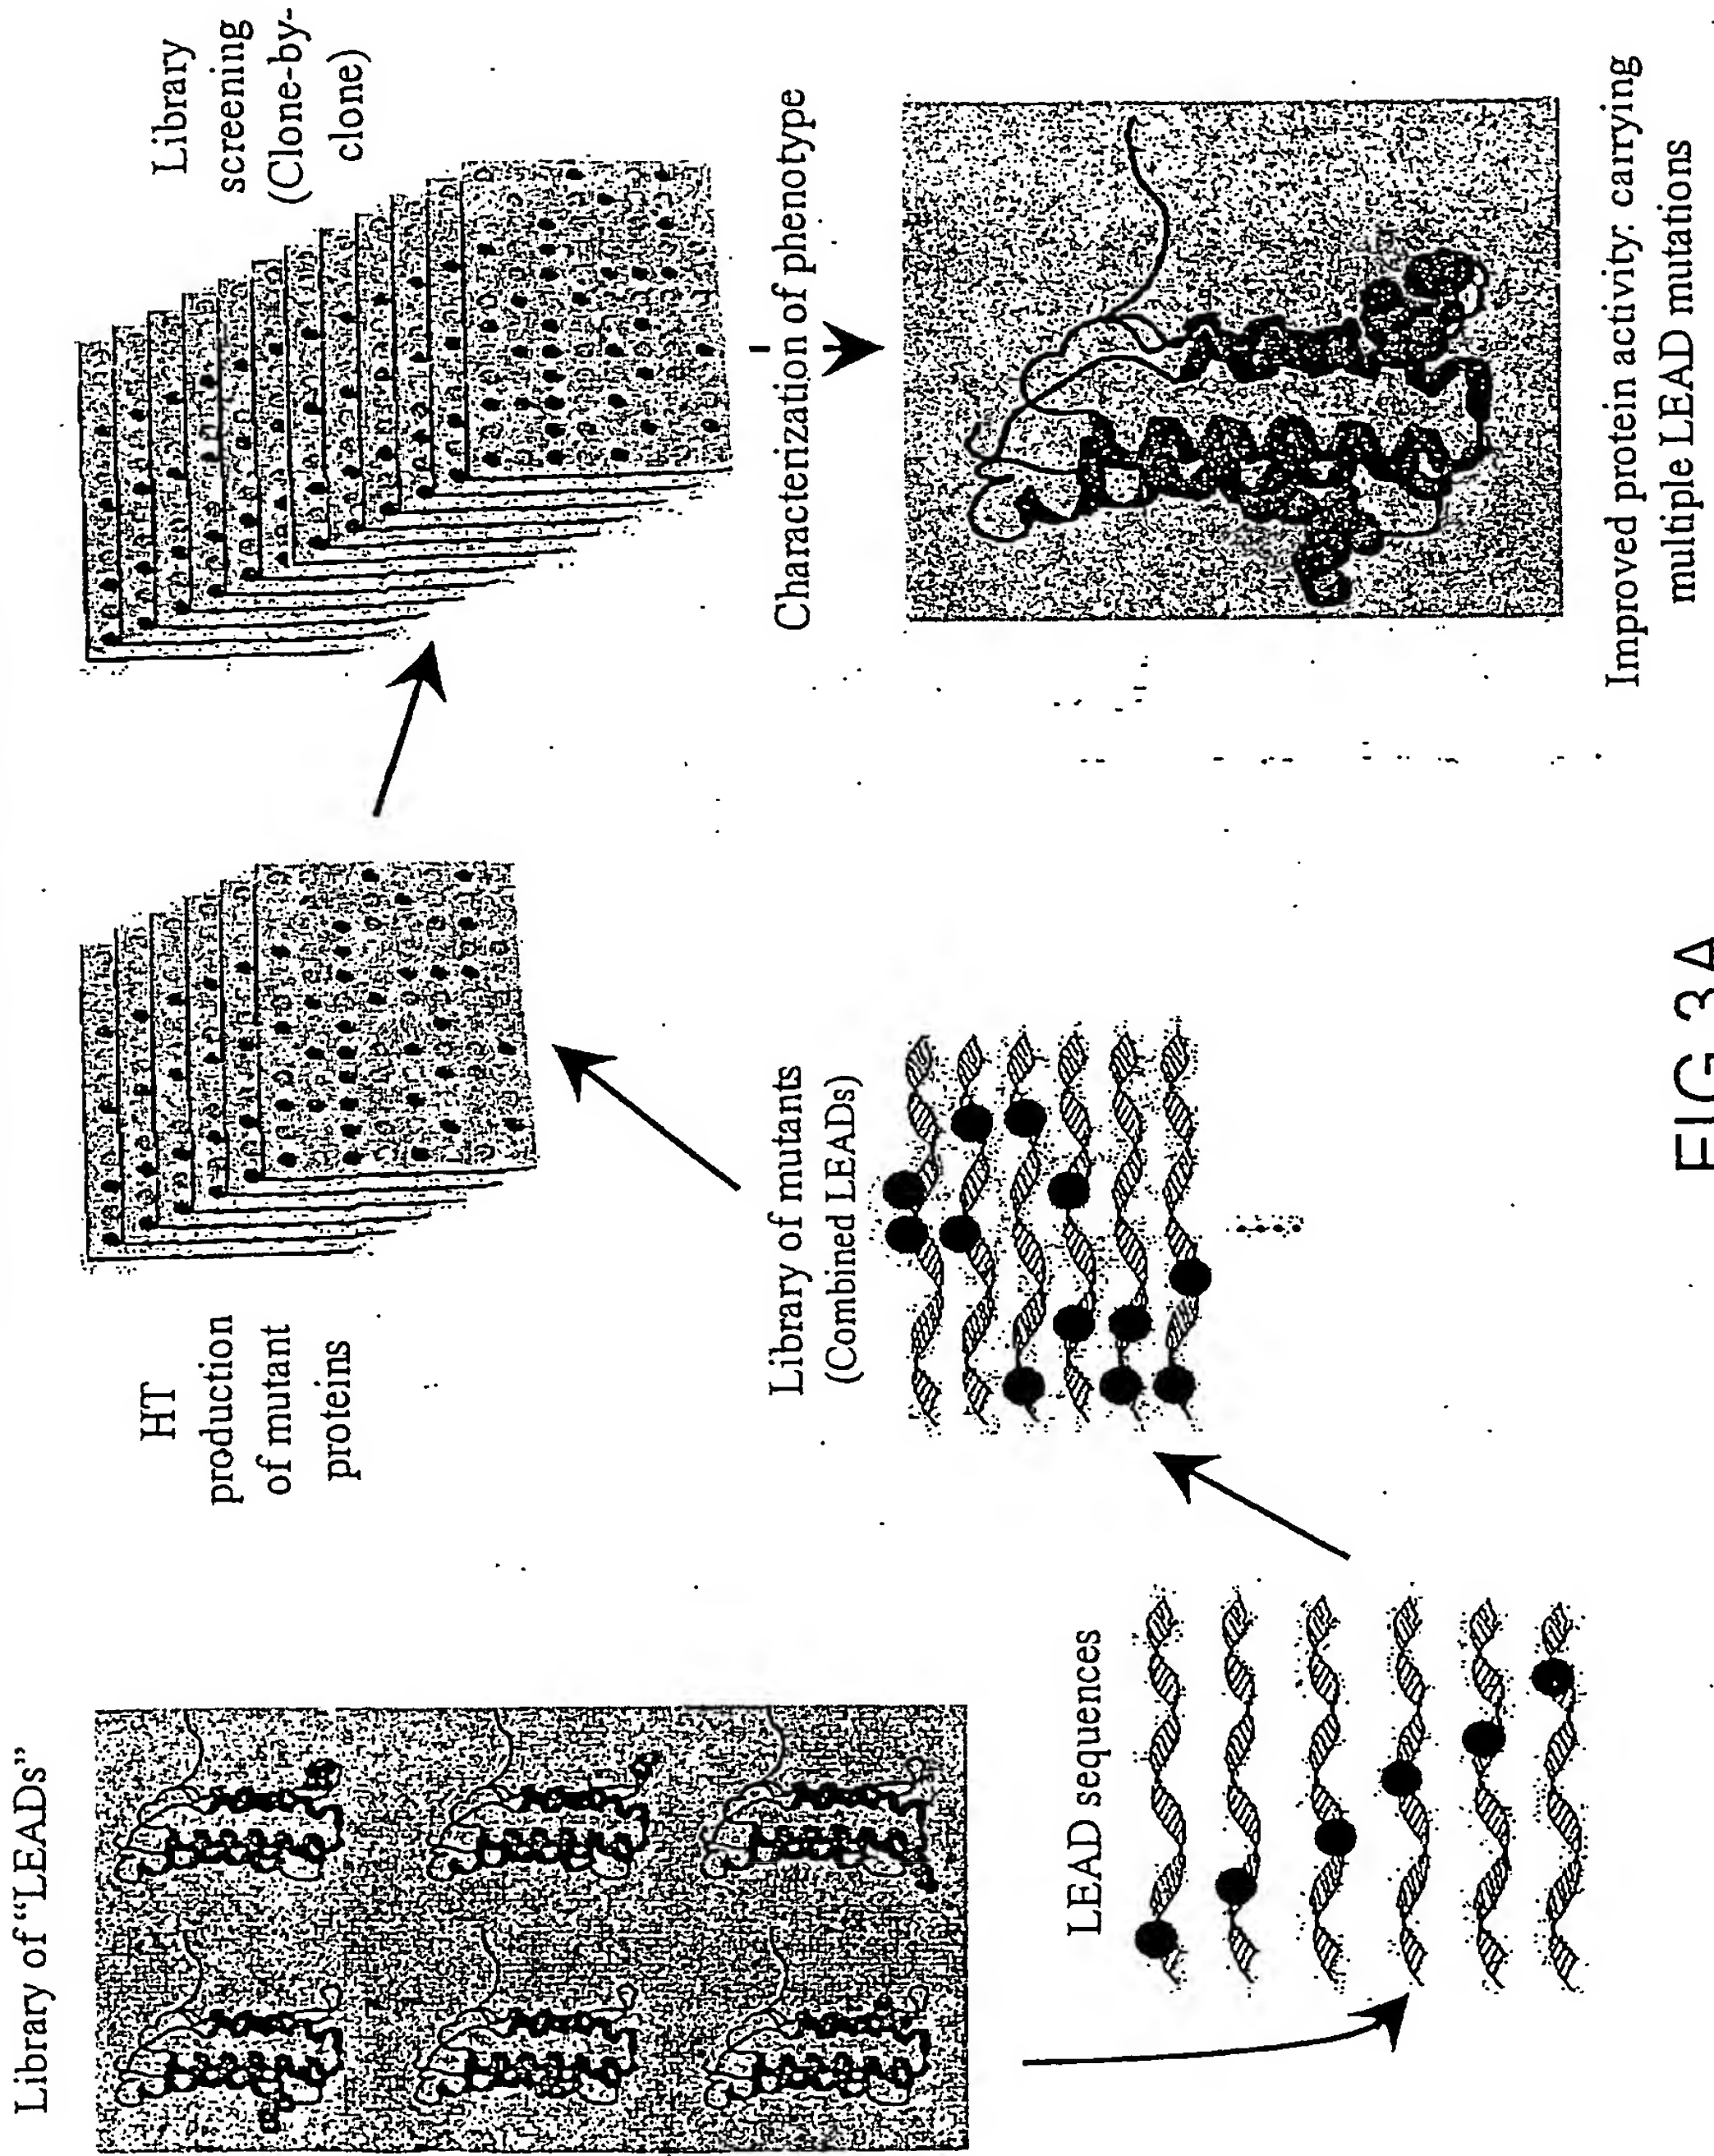 Library of “LEADs”
LEAD sequences
Library of mutants
(Combined LEADs)
HT
production
of mutant
proteins
Library
screening
(Clone-by-
clone)
Characterization of phenotype
Improved protein activity: carrying
multiple LEAD mutations
FIG.3A